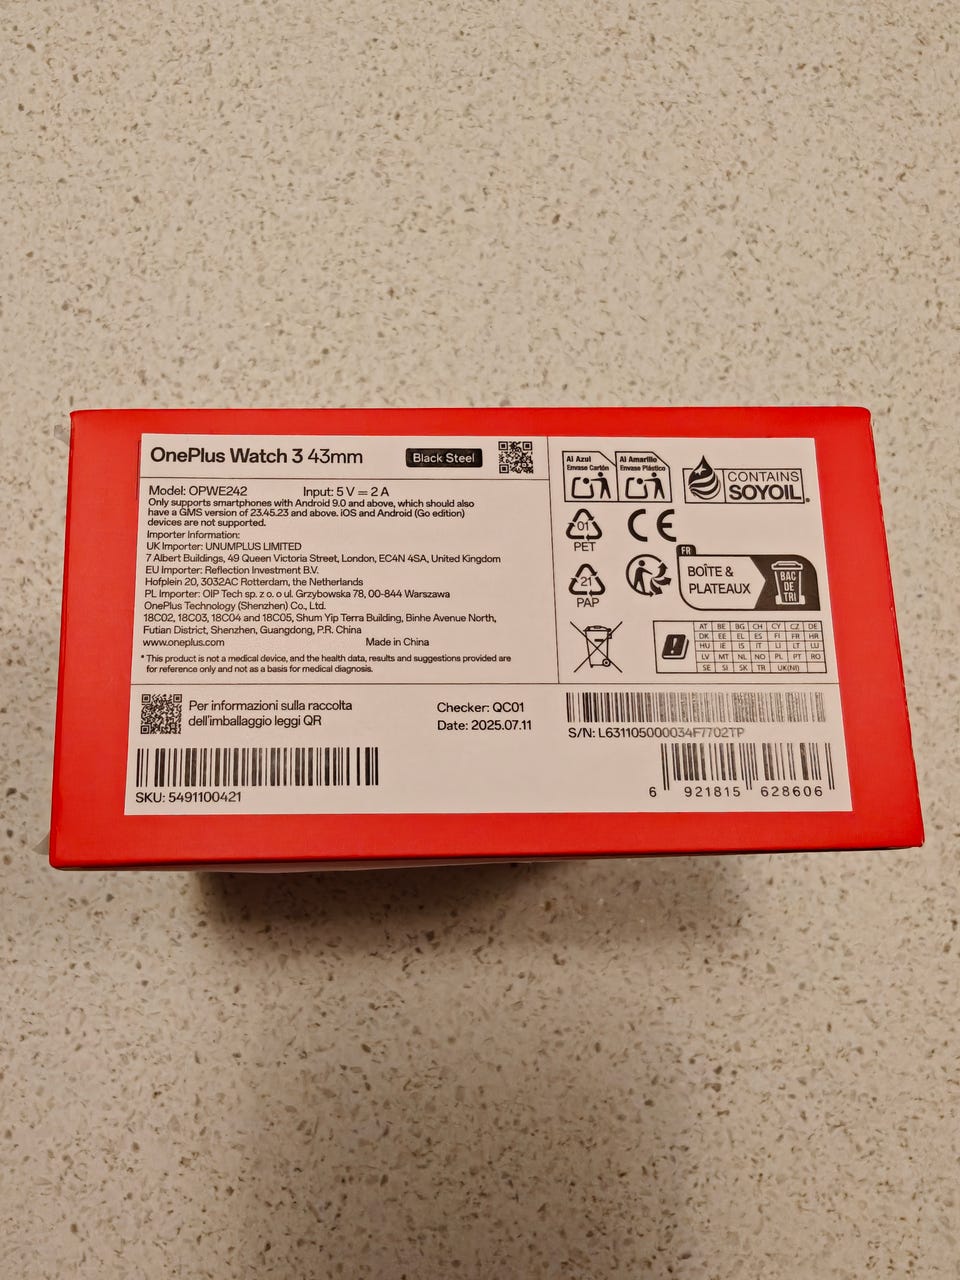 OnePlus Watch 3 43mm
Black Steel
Model: OPWE242 Input: 5 V ⎓ 2 A
Only supports smartphones with Android 9.0 and above, which should also
have a GMS version of 23.45.23 and above. iOS and Android (Go edition)
devices are not supported.
Importer Information:
UK Importer: UNUMPLUS LIMITED
7 Albert Buildings, 49 Queen Victoria Street, London, EC4N 4SA, United Kingdom
EU Importer: Reflection Investment B.V.
Hofplein 20, 3032AC Rotterdam, the Netherlands
PL Importer: OIP Tech sp. z o. o ul. Grzybowska 78, 00-844 Warszawa
OnePlus Technology (Shenzhen) Co., Ltd.
18C02, 18C03, 18C04 and 18C05, Shum Yip Terra Building, Binhe Avenue North,
Futian District, Shenzhen, Guangdong, P.R. China
www.oneplus.com Made in China
* This product is not a medical device, and the health data, results and suggestions provided are
for reference only and not as a basis for medical diagnosis.
Al Azul
Envase Cartón
Al Amarillo
Envase Plástico
CONTAINS
SOYOIL
01
PET
CE
21
PAP
FR
BOÎTE &
PLATEAUX
BAC
DE
TRI
AT BE BG CH CY CZ DE
DK EE EL ES FI FR HR
HU IE IS IT LI LT LU
LV MT NL NO PL PT RO
SE SI SK TR UK(NI)
Per informazioni sulla raccolta
dell'imballaggio leggi QR
Checker: QC01
Date: 2025.07.11
SKU: 5491100421
S/N: L631105000034F7702TP
6 921815 628606